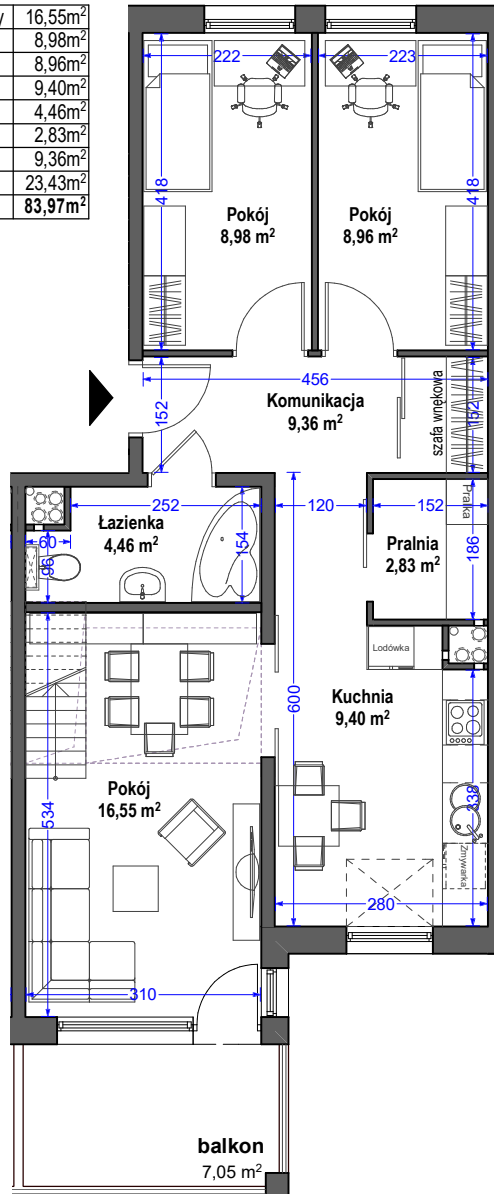 y 16,55m²
8,98m²
8,96m²
9,40m²
4,46m²
2,83m²
9,36m²
23,43m²
83,97m²
222
223
418
418
Pokój
8,98 m²
Pokój
8,96 m²
456
152
Komunikacja
9,36 m²
szafa wnękowa
152
252
120
152
Pralka
60
96
Łazienka
4,46 m²
154
Pralnia
2,83 m²
186
Lodówka
600
Kuchnia
9,40 m²
534
Pokój
16,55 m²
338
Zmywarka
280
310
balkon
7,05 m²